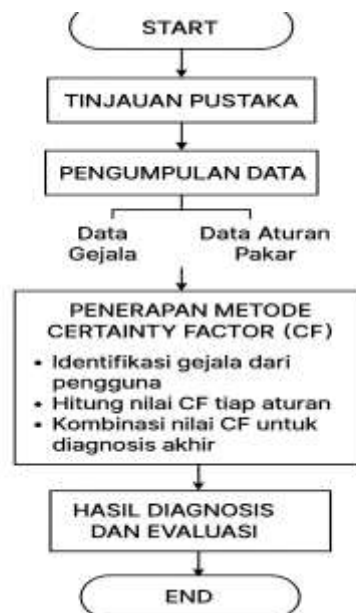 START
TINJAUAN PUSTAKA
PENGUMPULAN DATA
Data
Gejala
Data Aturan
Pakar
PENERAPAN METODE
CERTAINTY FACTOR (CF)
• Identifikasi gejala dari
pengguna
• Hitung nilai CF tiap aturan
• Kombinasi nilai CF untuk
diagnosis akhir
HASIL DIAGNOSIS
DAN EVALUASI
END